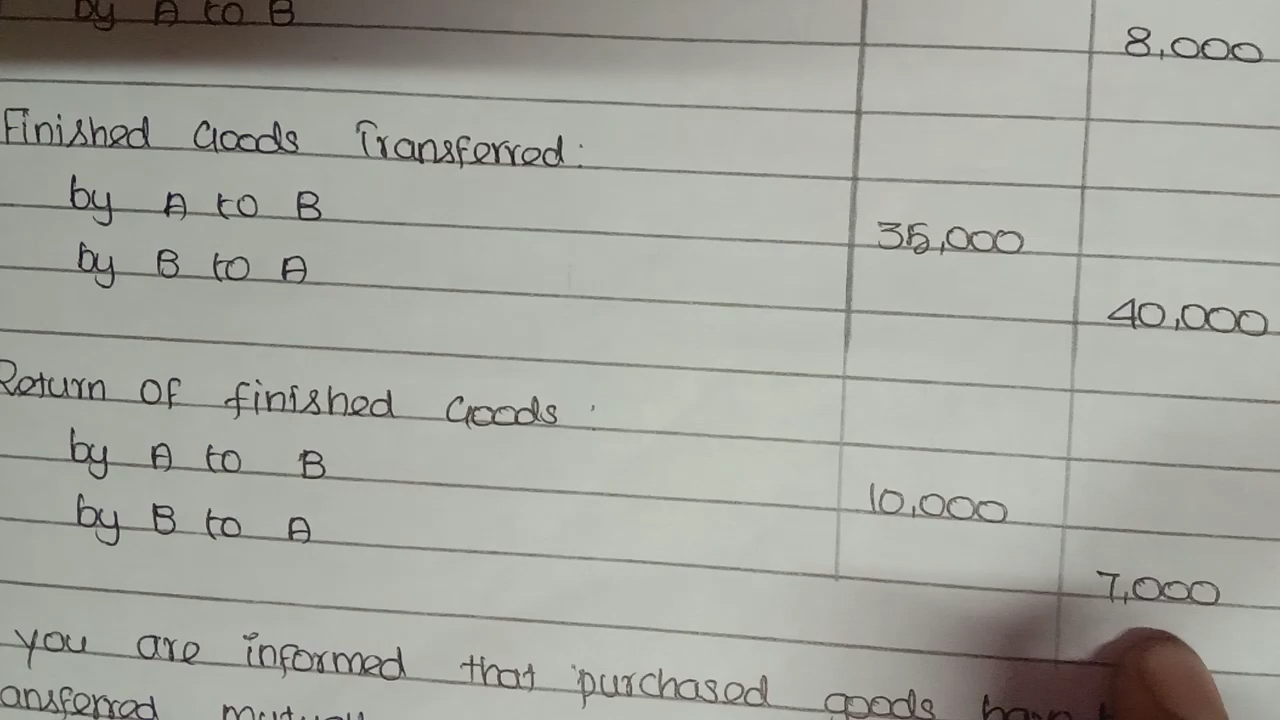 by A to B
8,000
Finished Goods Transferred:
by A to B 35,000
by B to A 40,000
Return of finished Goods:
by A to B 10,000
by B to A 7,000
you are informed that purchased goods
ansferred